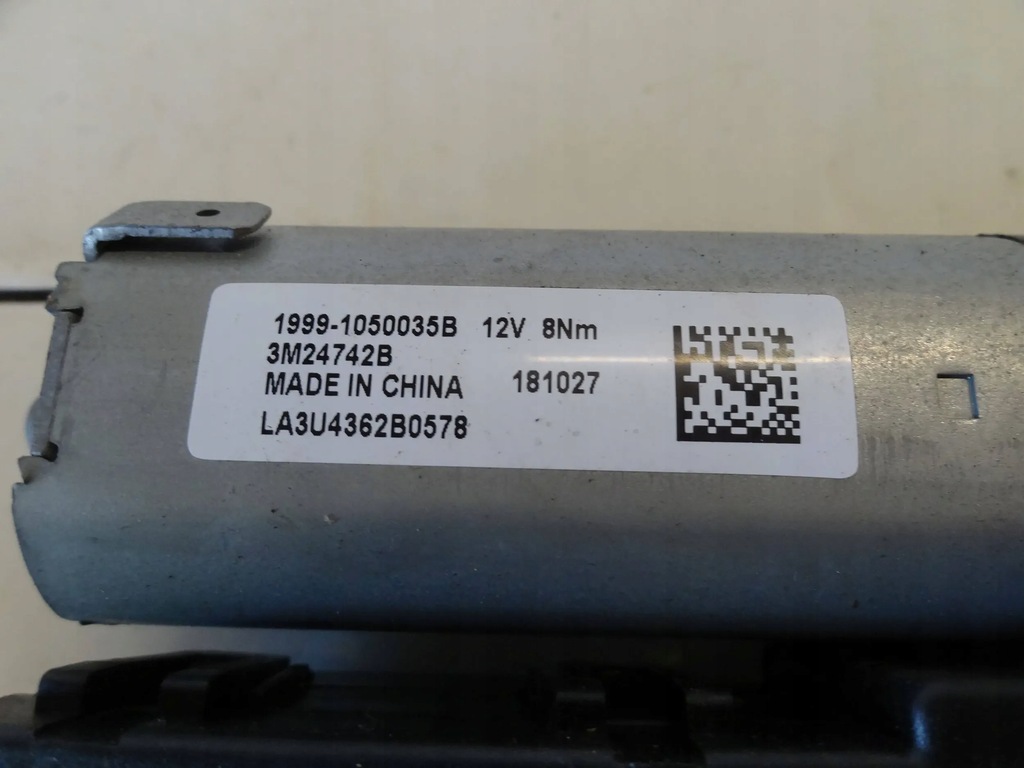 1999-1050035B 12V 8Nm
3M24742B
MADE IN CHINA 181027
LA3U4362B0578